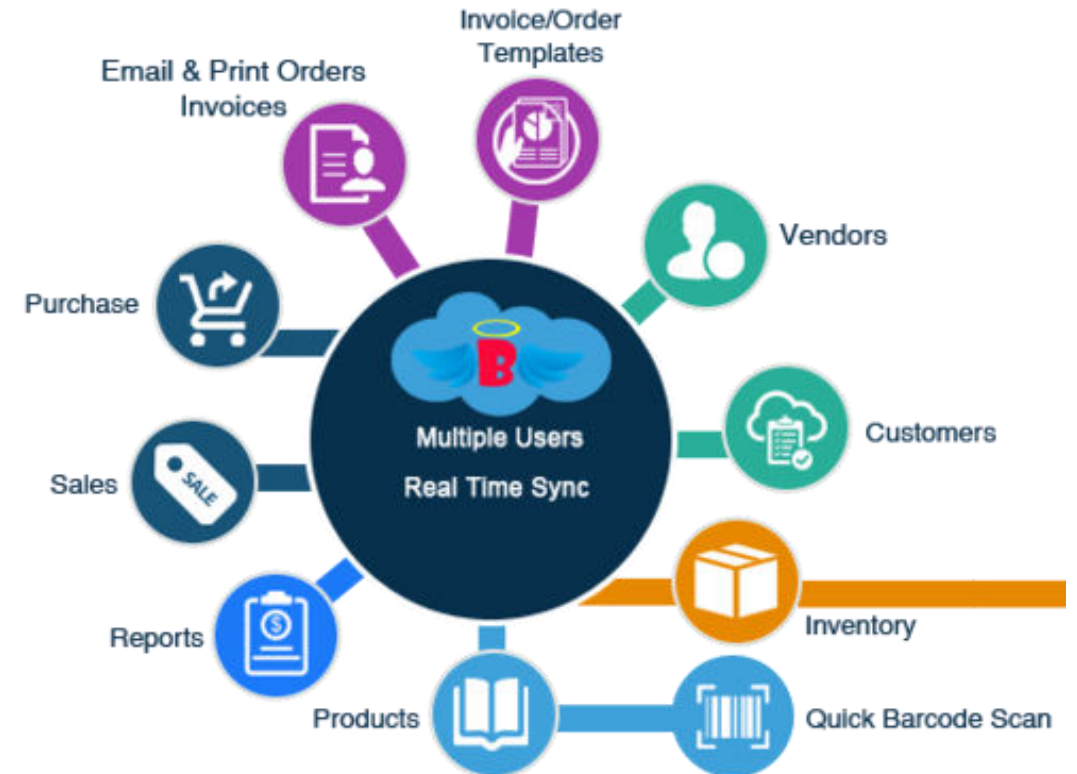 Invoice/Order
Templates
Email & Print Orders
Invoices
Vendors
Purchase
B
Multiple Users
Customers
Real Time Sync
Sales
SALE
Inventory
Reports
$
Products
Quick Barcode Scan